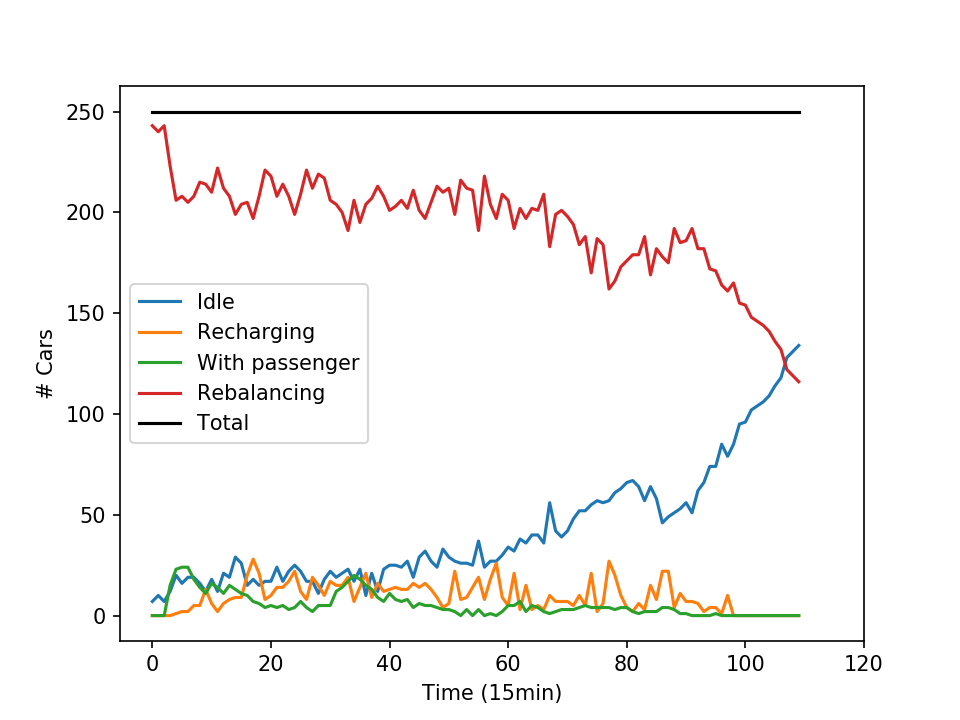 250
200
150
100
50
0
# Cars
Idle
Recharging
With passenger
Rebalancing
Total
0 20 40 60 80 100 120
Time (15min)